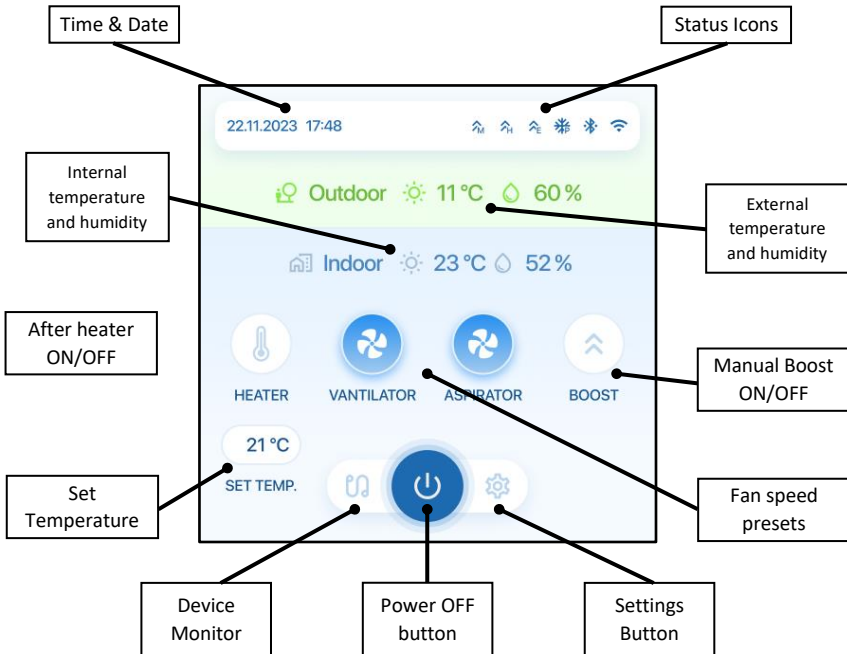 Time & Date
Status Icons
22.11.2023 17:48
M
H
E
Internal
temperature
and humidity
Outdoor 11 °C 60 %
External
temperature
and humidity
Indoor 23 °C 52 %
After heater
ON/OFF
Manual Boost
ON/OFF
HEATER
VANTILATOR
ASPIRATOR
BOOST
21 °C
SET TEMP.
Set
Temperature
Fan speed
presets
Device
Monitor
Power OFF
button
Settings
Button